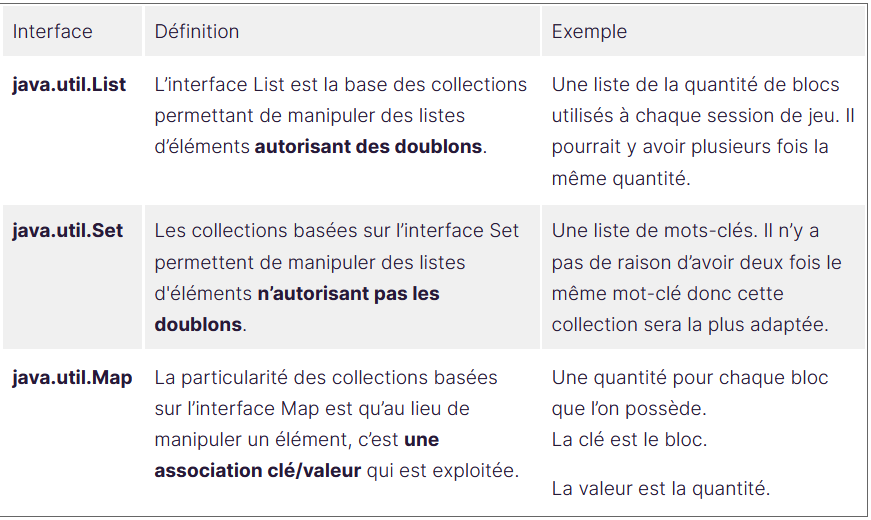 Interface Définition Exemple
java.util.List L’interface List est la base des collections Une liste de la quantité de blocs
permettant de manipuler des listes utilisés à chaque session de jeu. Il
d’éléments autorisant des doublons. pourrait y avoir plusieurs fois la
même quantité.
java.util.Set Les collections basées sur l’interface Set Une liste de mots-clés. Il n’y a
permettent de manipuler des listes pas de raison d’avoir deux fois le
d'éléments n’autorisant pas les même mot-clé donc cette
doublons. collection sera la plus adaptée.
java.util.Map La particularité des collections basées Une quantité pour chaque bloc
sur l’interface Map est qu’au lieu de que l’on possède.
manipuler un élément, c’est une La clé est le bloc.
association clé/valeur qui est exploitée.
La valeur est la quantité.